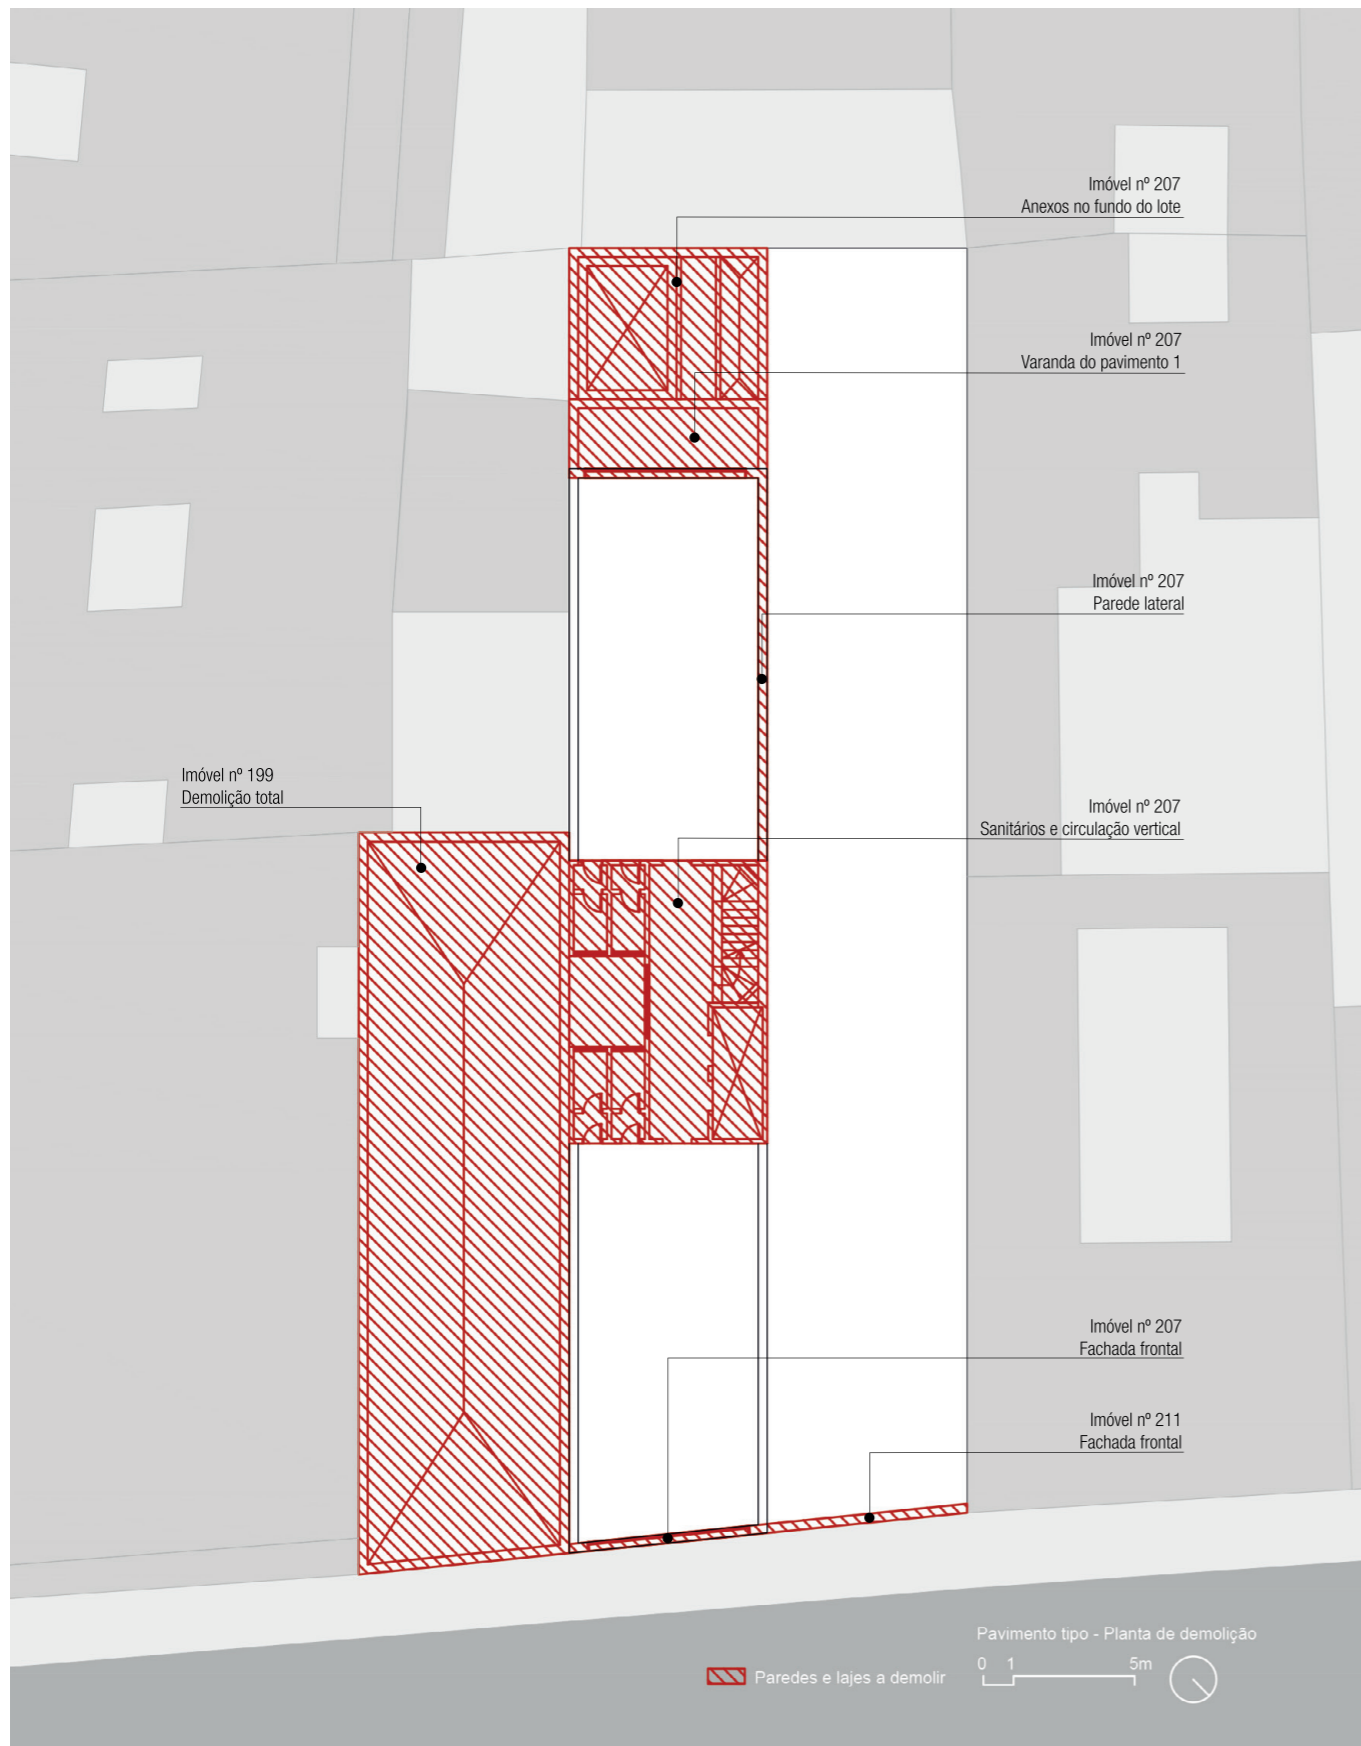 Imóvel nº 207
Anexos no fundo do lote
Imóvel nº 207
Varanda do pavimento 1
Imóvel nº 207
Parede lateral
Imóvel nº 199
Demolição total
Imóvel nº 207
Sanitários e circulação vertical
Imóvel nº 207
Fachada frontal
Imóvel nº 211
Fachada frontal
Pavimento tipo - Planta de demolição
0 1 5m
Paredes e lajes a demolir